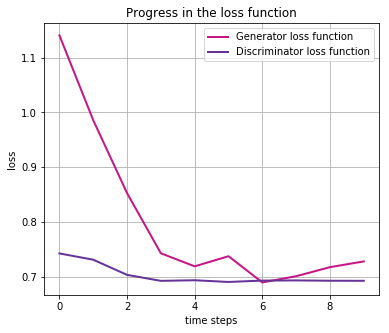 Progress in the loss function
Generator loss function
Discriminator loss function
1.1
1.0
0.9
0.8
0.7
loss
0
2
4
6
8
time steps